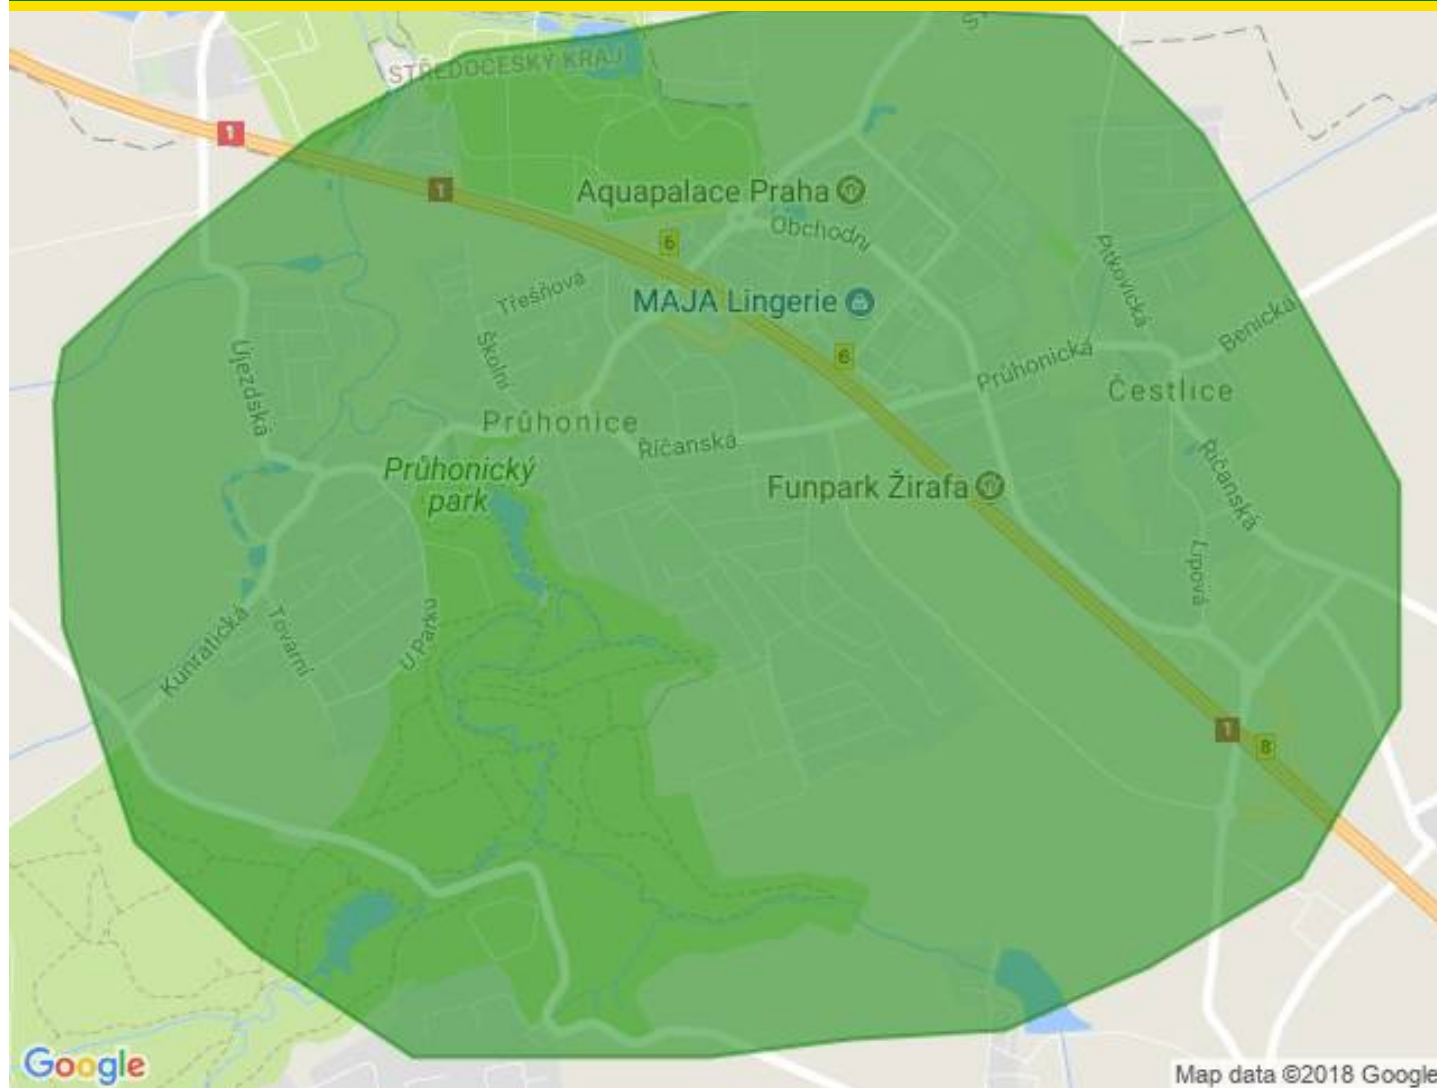 STŘEDOČESKÝ KRAJ
1
1
Aquapalace Praha
Obchodní
6
Pitkovická
Třešňová
MAJA Lingerie
Benická
Školní
6
Újezdská
Průhonická
Čestlice
Průhonice
Říčanská
Průhonický
park
Říčanská
Funpark Žirafa
Lipová
U Parku
Kunratická
Tovární
1
8
Google
Map data ©2018 Google